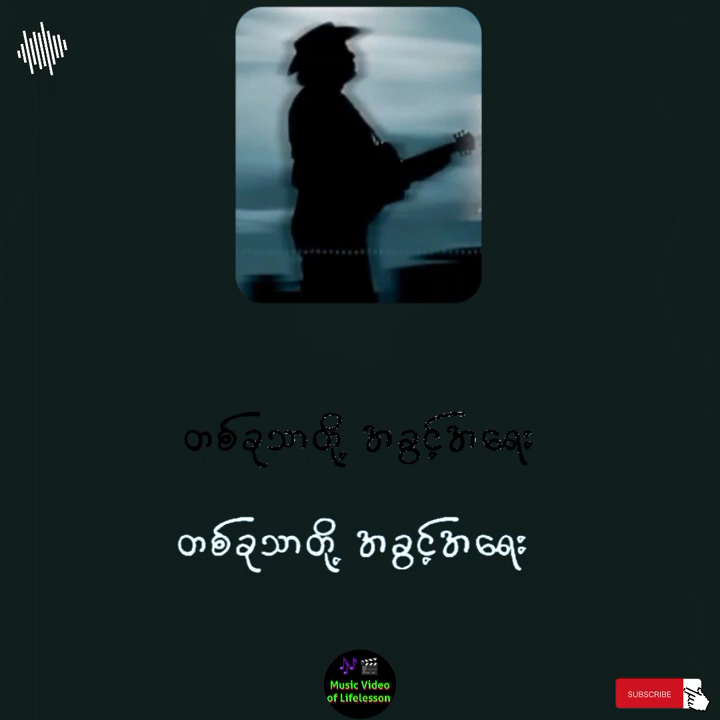 တစ်ခုသာတို့ အခွင့်အရေး
တစ်ခုသာတို့ အခွင့်အရေး
Music Video
of Lifelesson
SUBSCRIBE